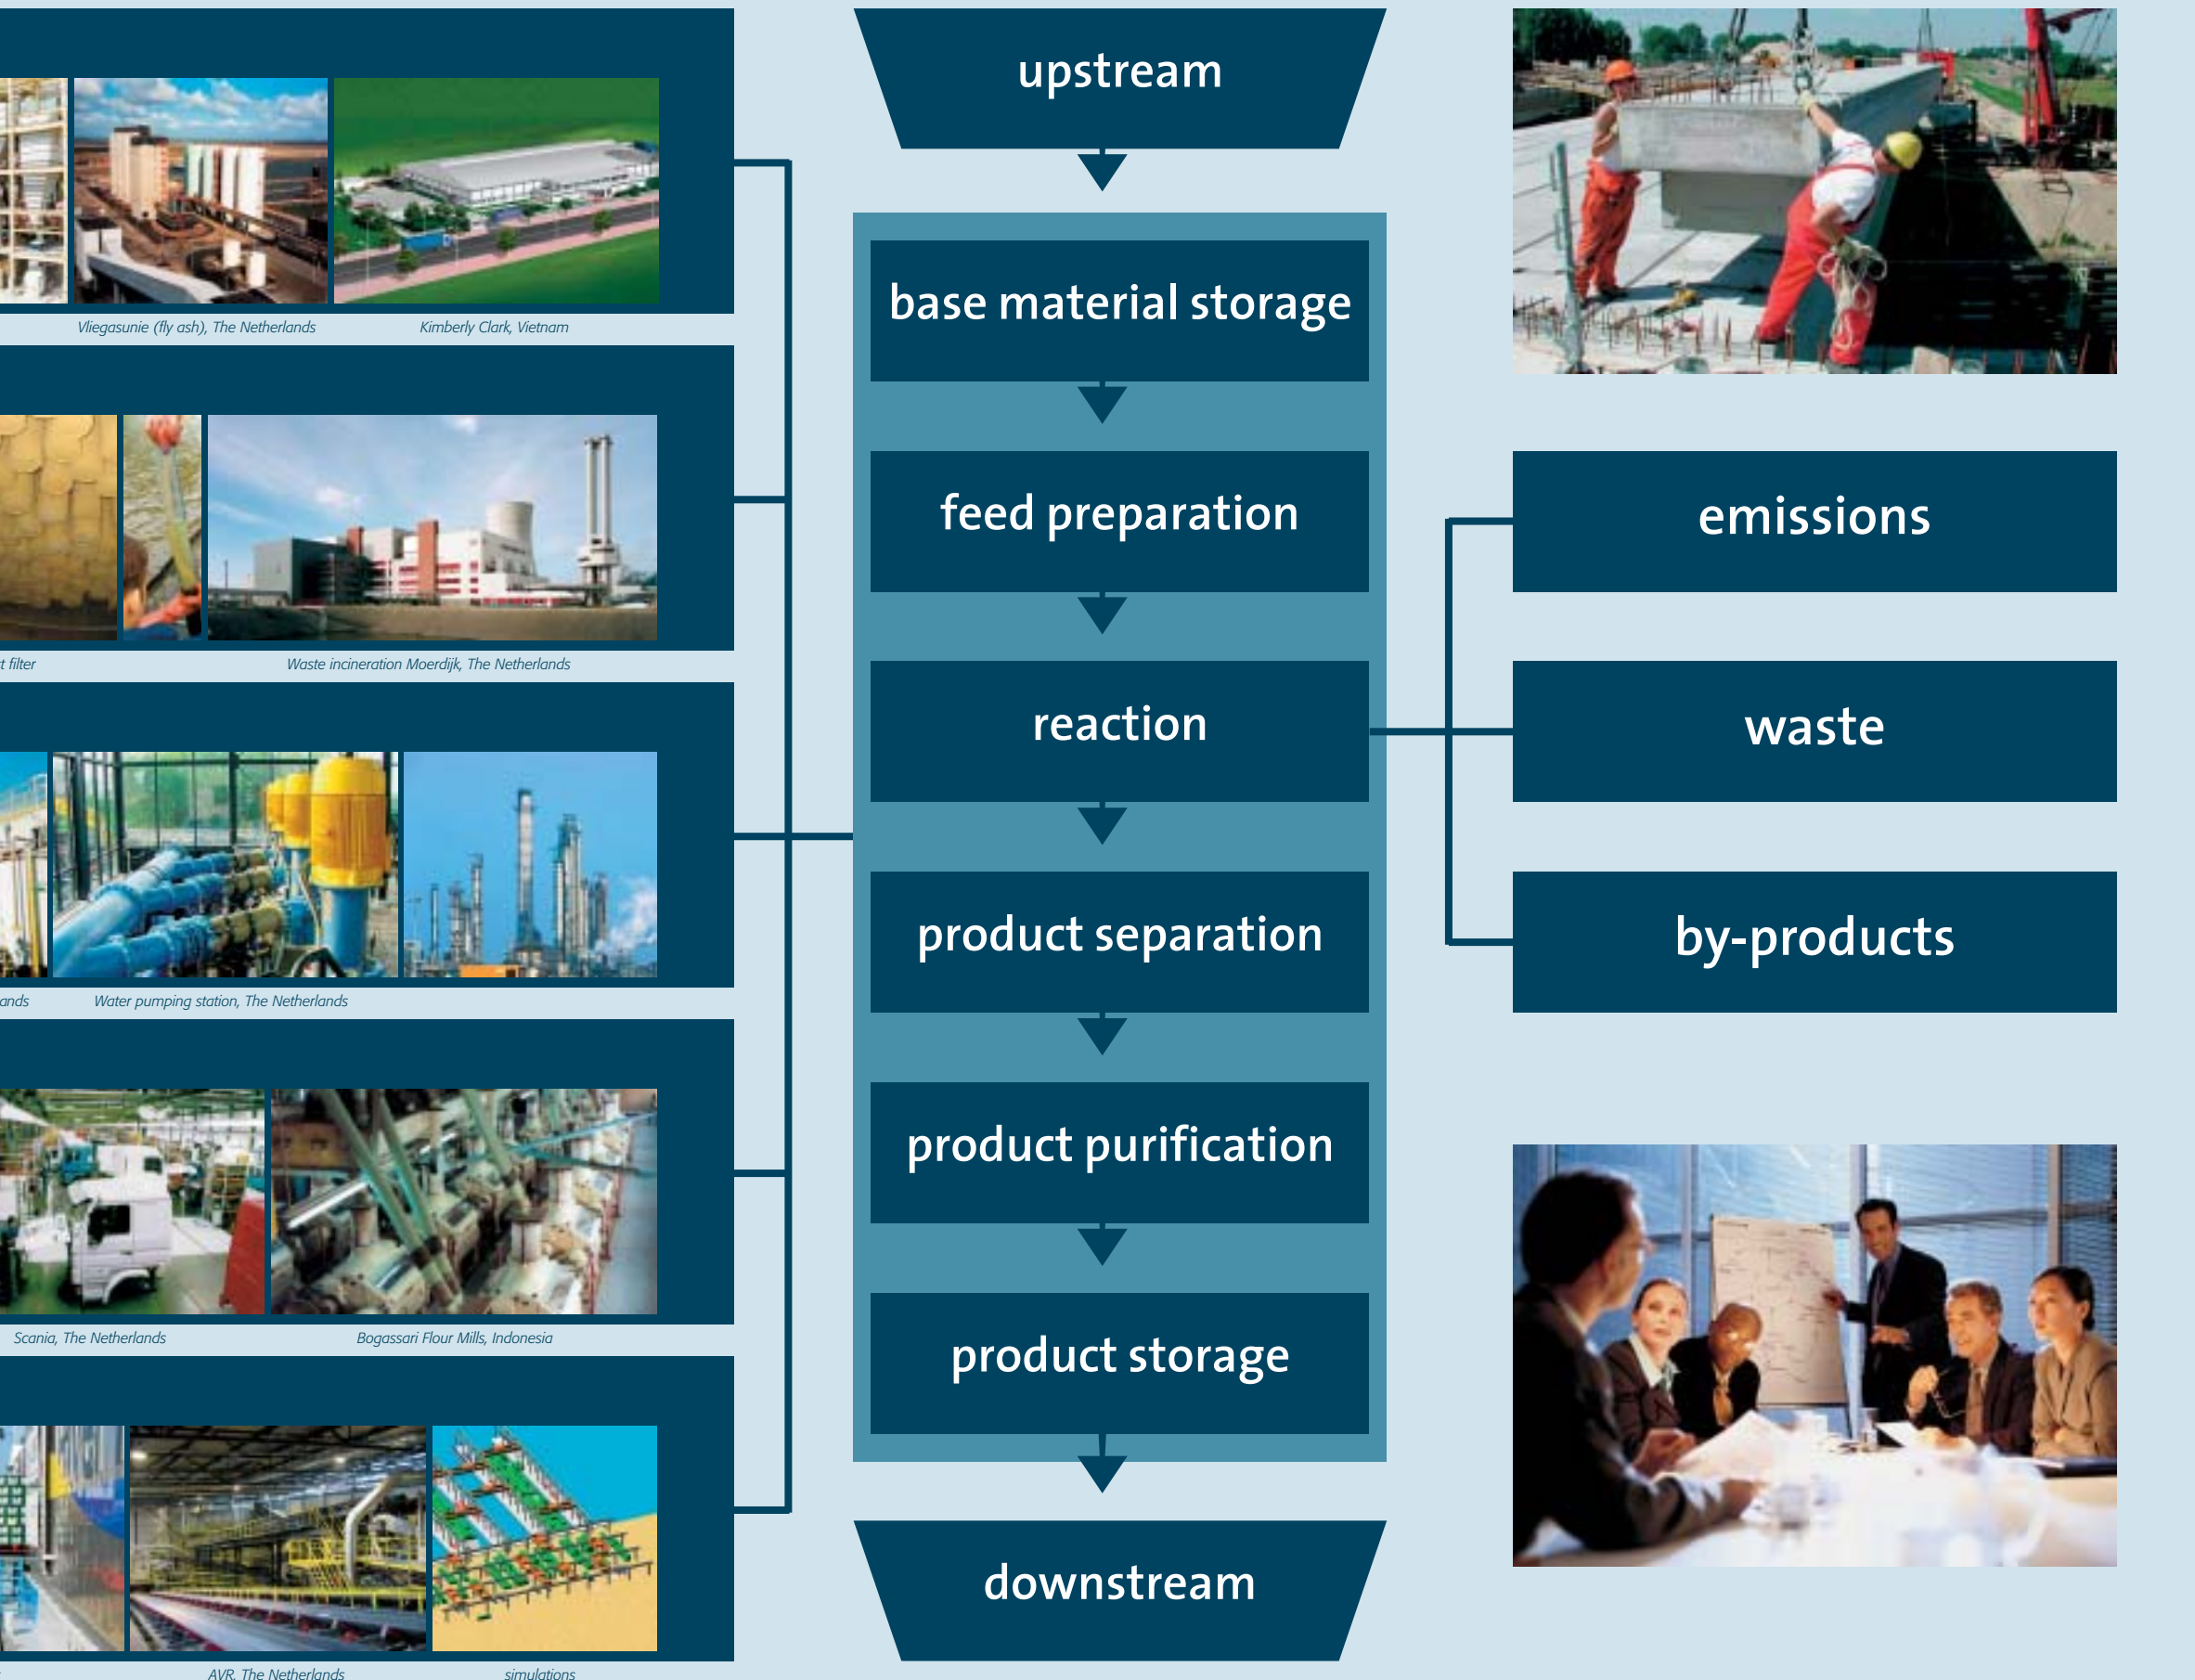 Vliegasunie (fly ash), The Netherlands
Kimberly Clark, Vietnam
filter
Waste incineration Moerdijk, The Netherlands
Water pumping station, The Netherlands
Scania, The Netherlands
Bogassari Flour Mills, Indonesia
AVR, The Netherlands
simulations
upstream
base material storage
feed preparation
reaction
product separation
product purification
product storage
downstream
emissions
waste
by-products